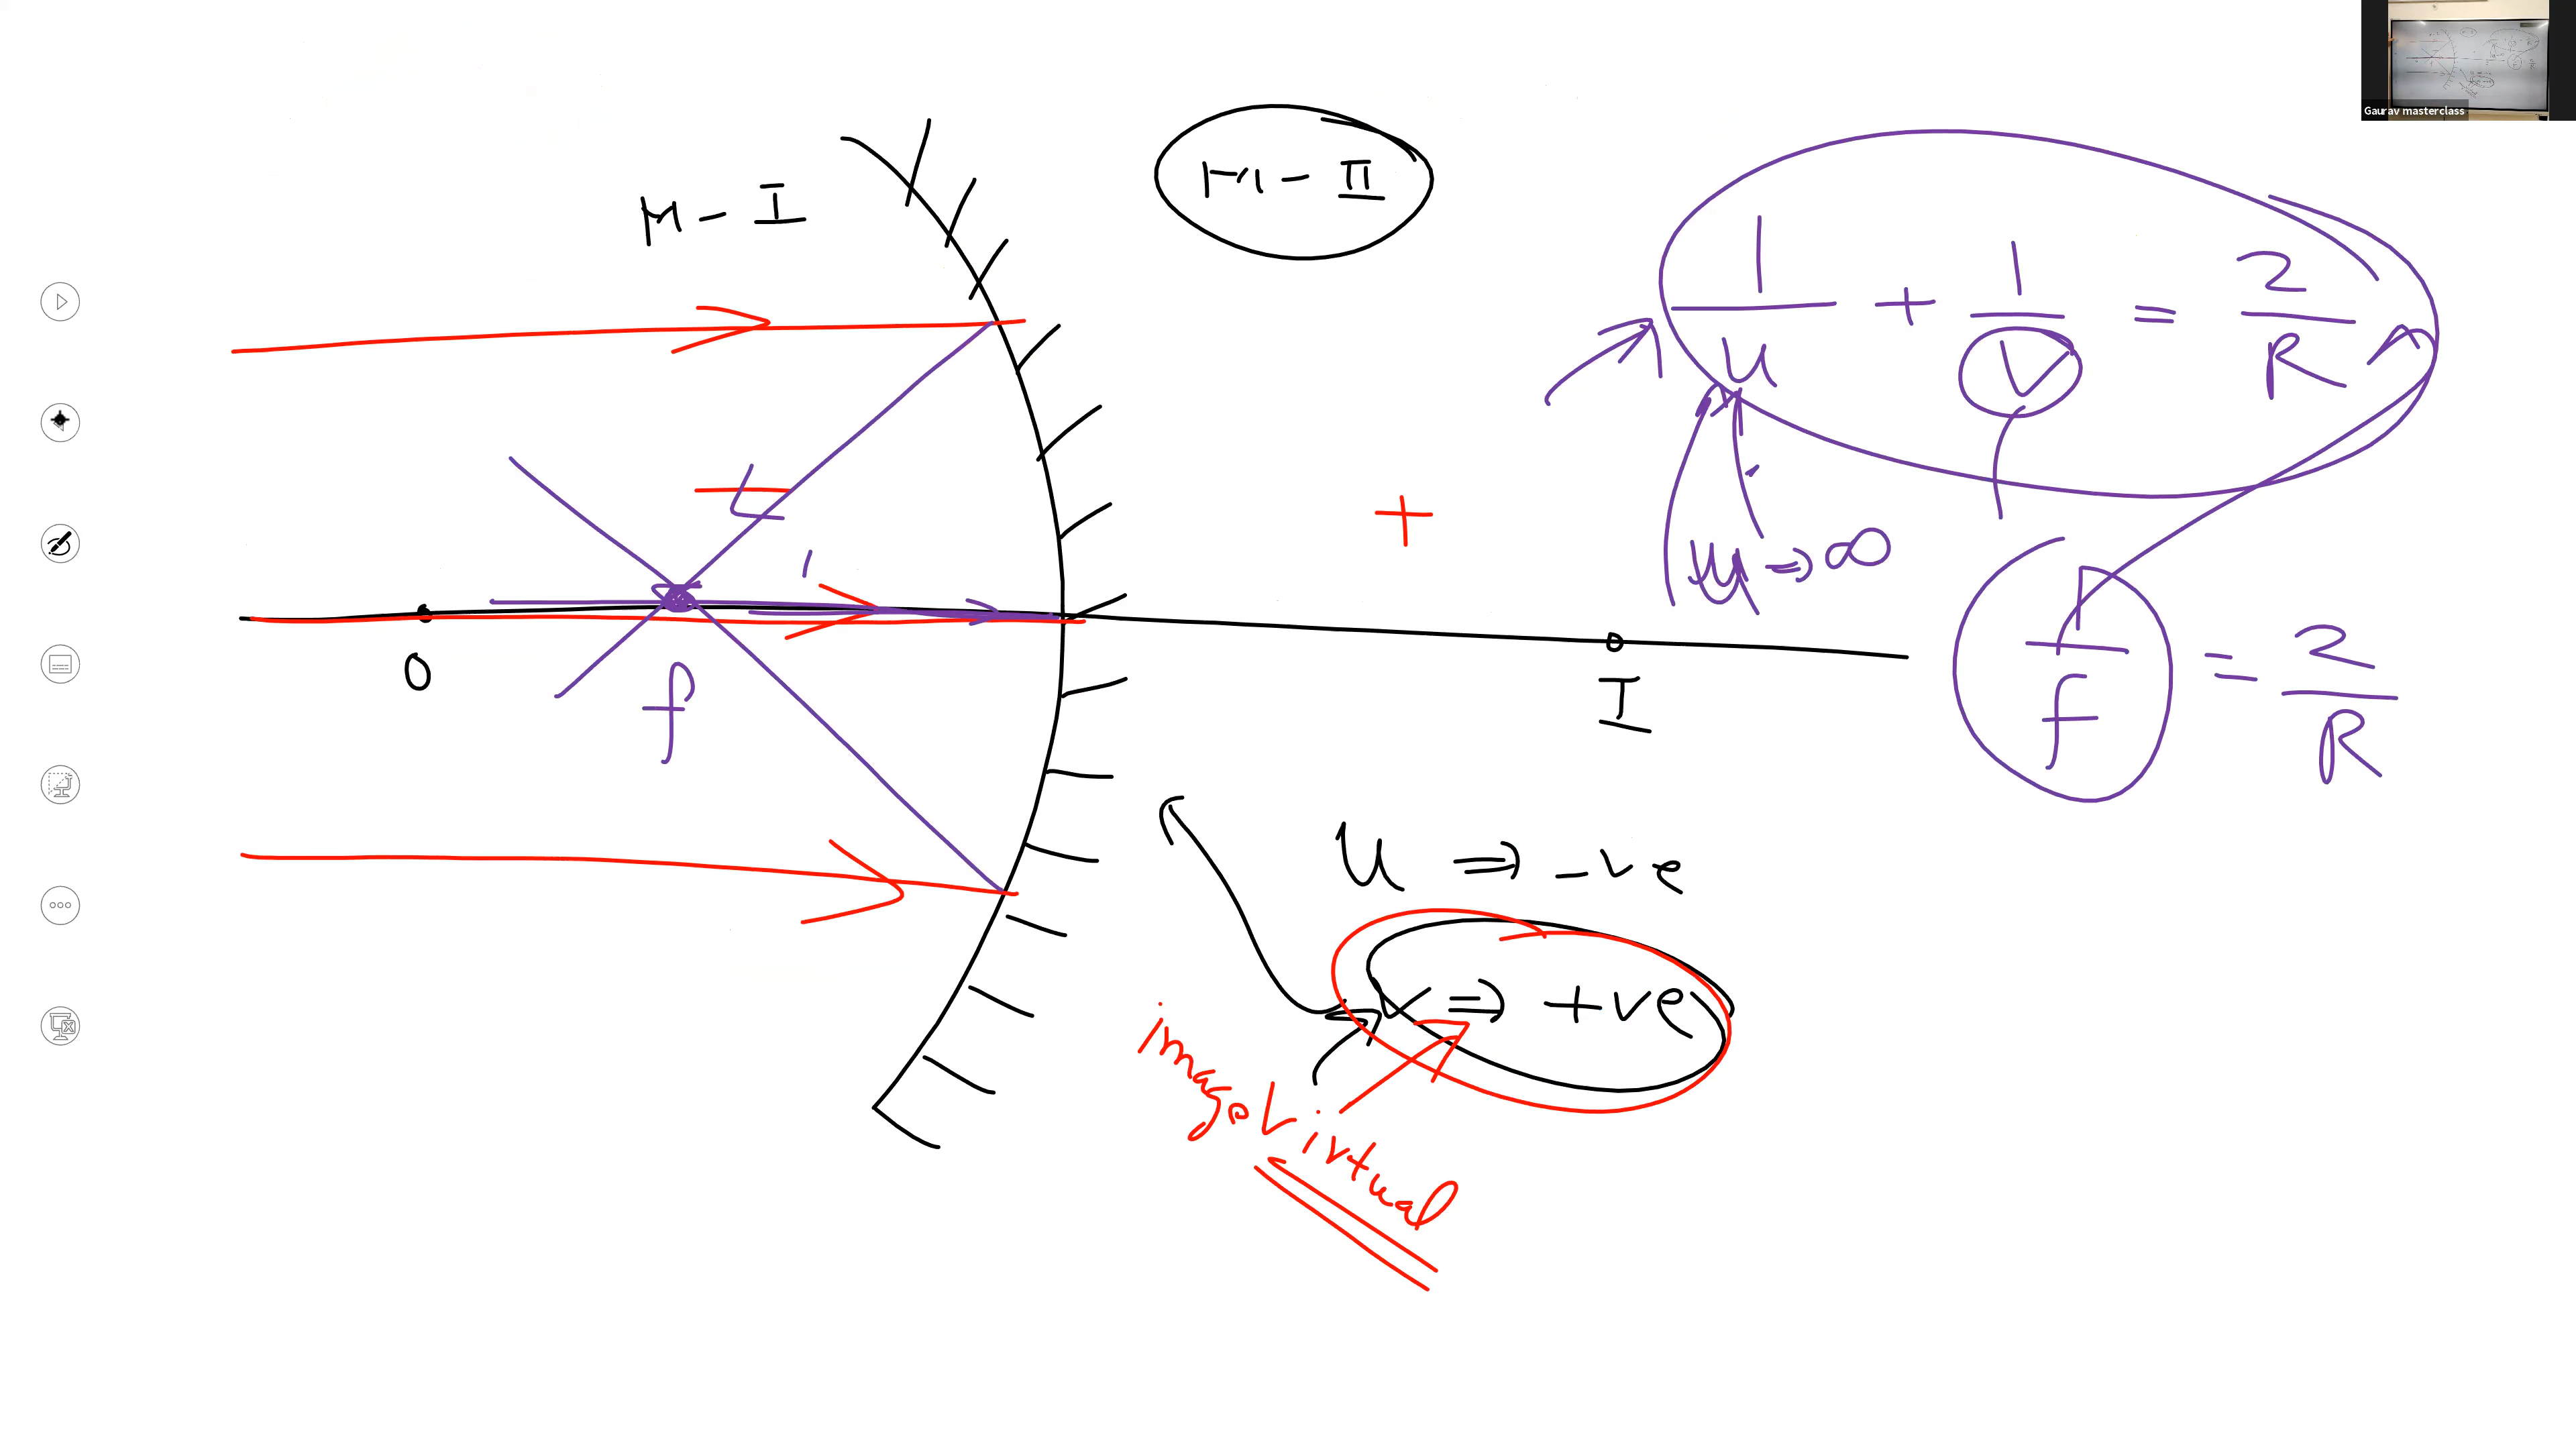 Gaurav masterclass
M - I
M - II
1/u + 1/v = 2/R
+
u ⇒ ∞
O
f
I
1/f = 2/R
u ⇒ -ve
v ⇒ +ve
image Virtual